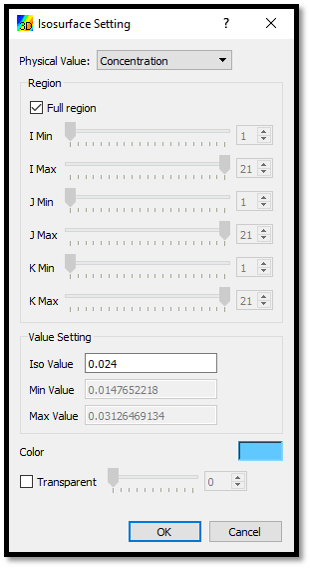 3D Isosurface Setting ? ×
Physical Value: Concentration
Region
Full region
I Min 1
I Max 21
J Min 1
J Max 21
K Min 1
K Max 21
Value Setting
Iso Value 0.024
Min Value 0.0147652218
Max Value 0.03126469134
Color
Transparent 0
OK Cancel